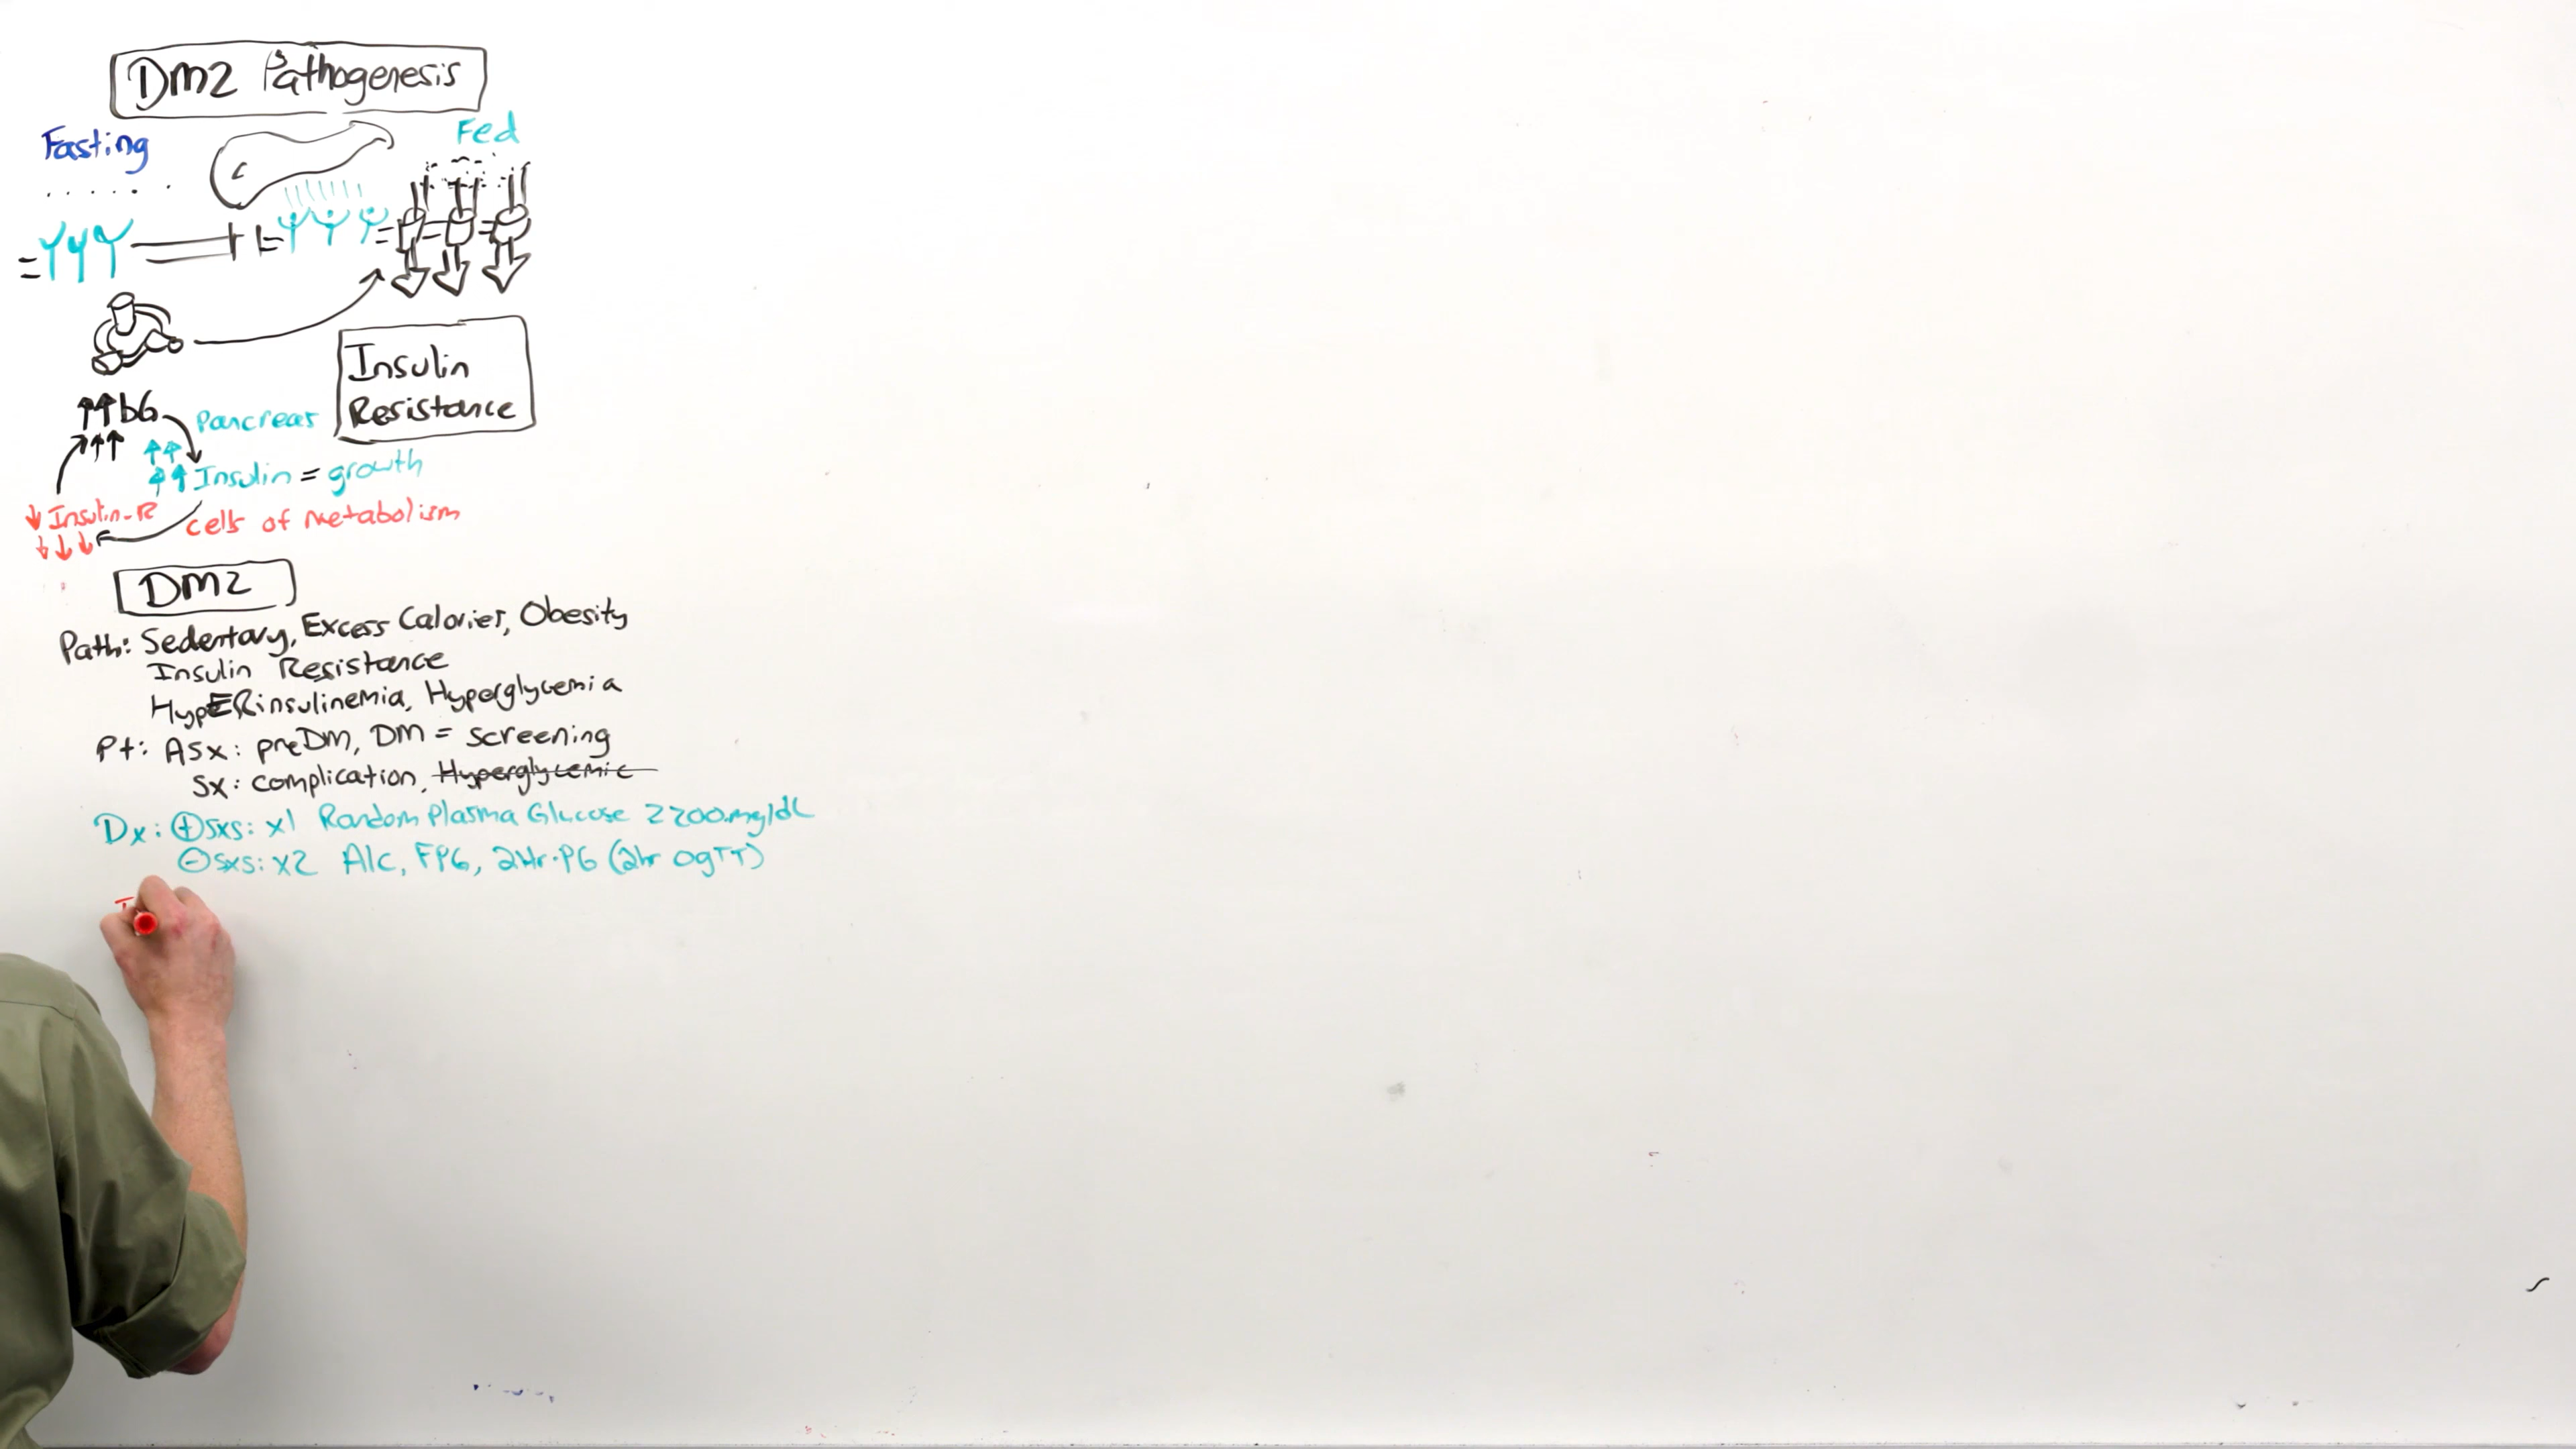 DM2 Pathogenesis
Fasting
Fed
Insulin
Resistance
↑↑bG
↑↑↑
Pancreas
↑↑
↑↑ Insulin = growth
↓ Insulin-R
cells of metabolism
↓↓↓
DM2
Path: Sedentary, Excess Calories, Obesity
Insulin Resistance
HypERinsulinemia, Hyperglycemia
Pt: Asx: preDM, DM = screening
Sx: complication, Hyperglycemic
Dx: ⊕sxs: x1 Random Plasma Glucose ≥200mg/dL
⊖sxs: x2 A1c, FPG, 2Hr-PG (2hr OGTT)